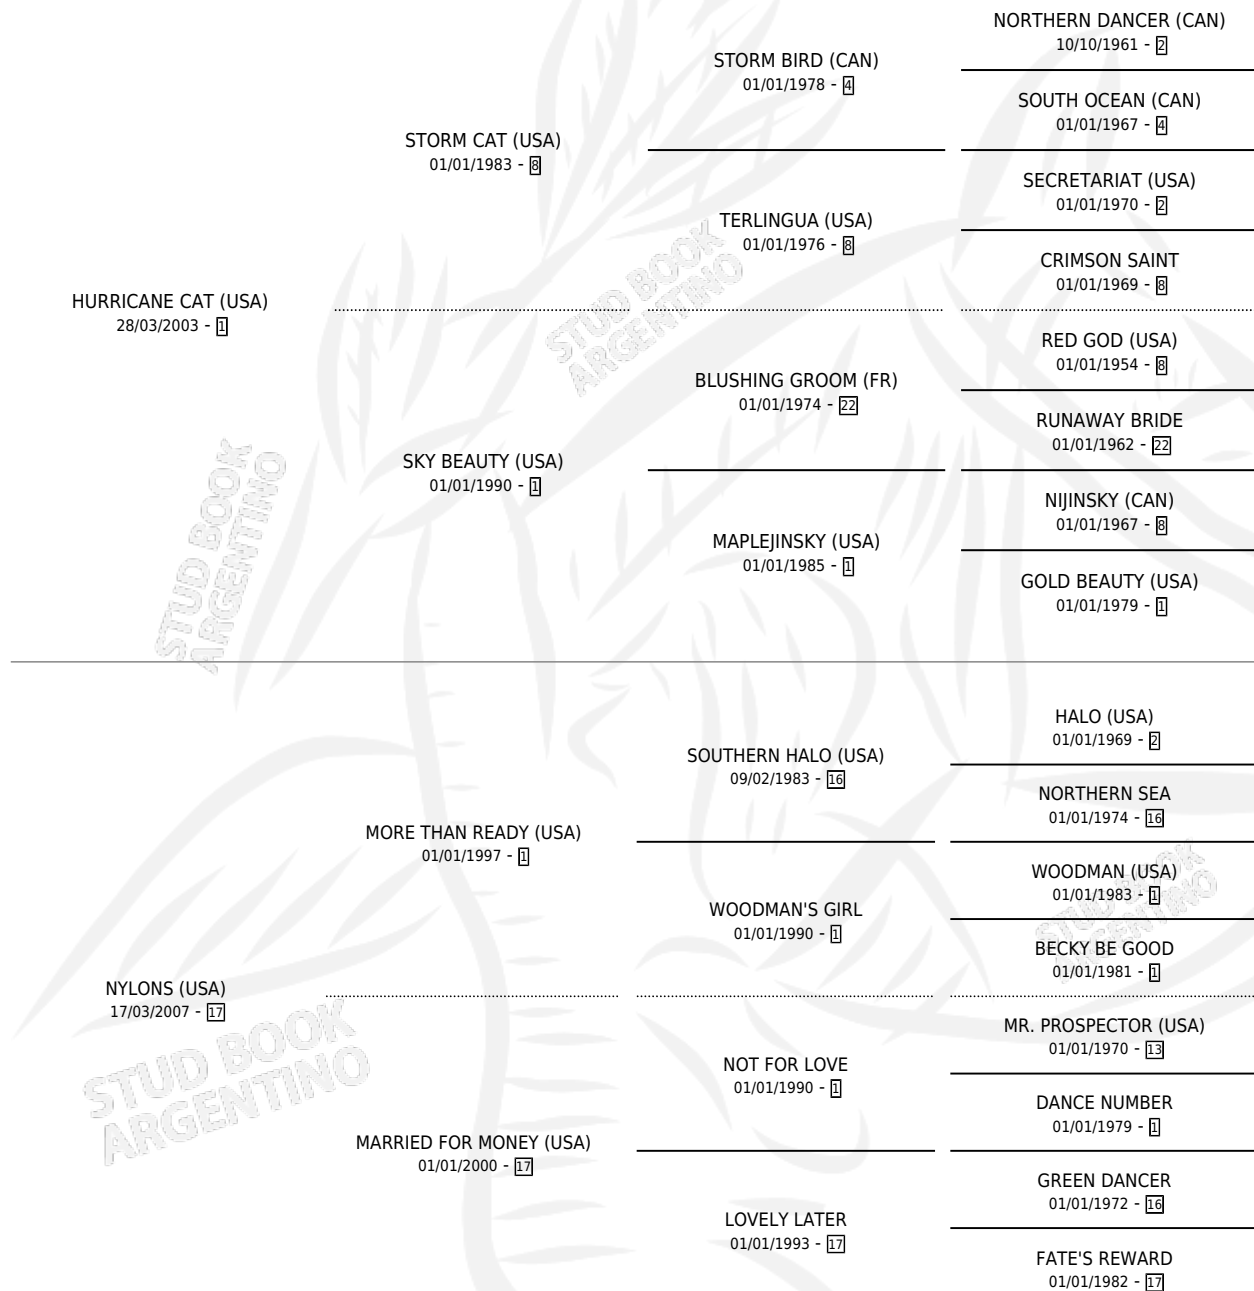 NORTHERN DANCER (CAN)
10/10/1961 - 2
STORM BIRD (CAN)
01/01/1978 - 4
SOUTH OCEAN (CAN)
01/01/1967 - 4
STORM CAT (USA)
01/01/1983 - 8
SECRETARIAT (USA)
01/01/1970 - 2
TERLINGUA (USA)
01/01/1976 - 8
CRIMSON SAINT
01/01/1969 - 8
HURRICANE CAT (USA)
28/03/2003 - 1
RED GOD (USA)
01/01/1954 - 8
BLUSHING GROOM (FR)
01/01/1974 - 22
RUNAWAY BRIDE
01/01/1962 - 22
SKY BEAUTY (USA)
01/01/1990 - 1
NIJINSKY (CAN)
01/01/1967 - 8
MAPLEJINSKY (USA)
01/01/1985 - 1
GOLD BEAUTY (USA)
01/01/1979 - 1
HALO (USA)
01/01/1969 - 2
SOUTHERN HALO (USA)
09/02/1983 - 16
NORTHERN SEA
01/01/1974 - 16
MORE THAN READY (USA)
01/01/1997 - 1
WOODMAN (USA)
01/01/1983 - 1
WOODMAN'S GIRL
01/01/1990 - 1
BECKY BE GOOD
01/01/1981 - 1
NYLONS (USA)
17/03/2007 - 17
MR. PROSPECTOR (USA)
01/01/1970 - 13
NOT FOR LOVE
01/01/1990 - 1
DANCE NUMBER
01/01/1979 - 1
MARRIED FOR MONEY (USA)
01/01/2000 - 17
GREEN DANCER
01/01/1972 - 16
LOVELY LATER
01/01/1993 - 17
FATE'S REWARD
01/01/1982 - 17
STUD BOOK
ARGENTINO
STUD BOOK
ARGENTINO
STUD BOOK
ARGENTINO
STUD BOOK
ARGENTINO